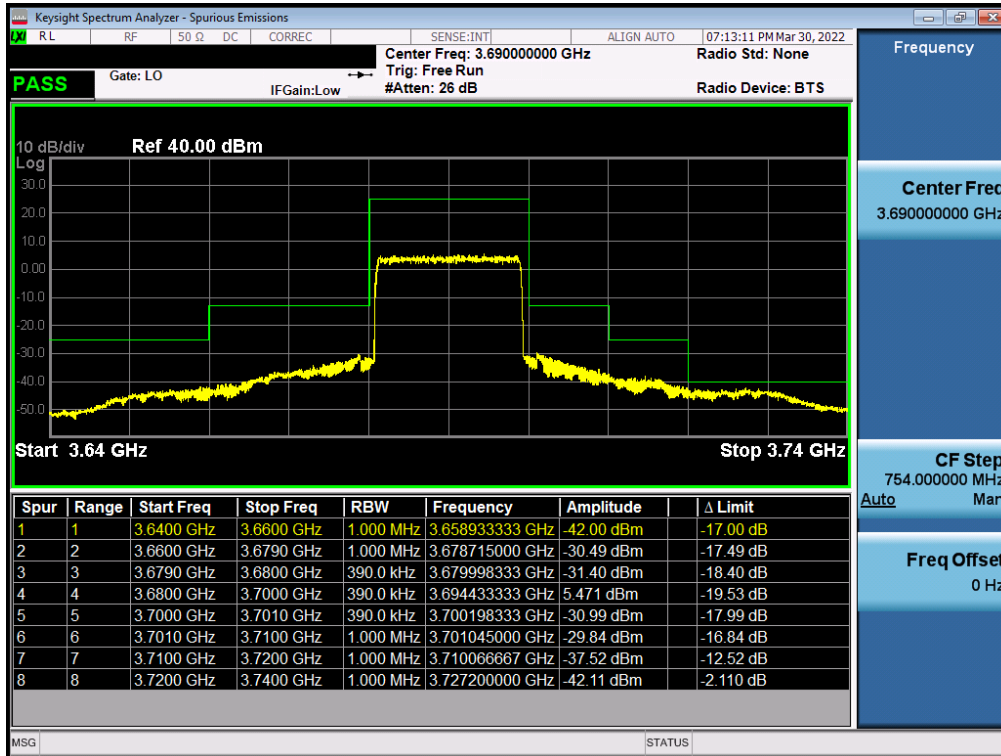 Keysight Spectrum Analyzer - Spurious Emissions
LXI RL RF 50 Ω DC CORREC SENSE:INT ALIGN AUTO 07:13:11 PM Mar 30, 2022
Center Freq: 3.690000000 GHz Radio Std: None
PASS Gate: LO Trig: Free Run
IFGain:Low #Atten: 26 dB Radio Device: BTS
10 dB/div Ref 40.00 dBm
Log
30.0
20.0
10.0
0.00
-10.0
-20.0
-30.0
-40.0
-50.0
Start 3.64 GHz Stop 3.74 GHz
Spur Range Start Freq Stop Freq RBW Frequency Amplitude Δ Limit
1 1 3.6400 GHz 3.6600 GHz 1.000 MHz 3.658933333 GHz -42.00 dBm -17.00 dB
2 2 3.6600 GHz 3.6790 GHz 1.000 MHz 3.678715000 GHz -30.49 dBm -17.49 dB
3 3 3.6790 GHz 3.6800 GHz 390.0 kHz 3.679998333 GHz -31.40 dBm -18.40 dB
4 4 3.6800 GHz 3.7000 GHz 390.0 kHz 3.694433333 GHz 5.471 dBm -19.53 dB
5 5 3.7000 GHz 3.7010 GHz 390.0 kHz 3.700198333 GHz -30.99 dBm -17.99 dB
6 6 3.7010 GHz 3.7100 GHz 1.000 MHz 3.701045000 GHz -29.84 dBm -16.84 dB
7 7 3.7100 GHz 3.7200 GHz 1.000 MHz 3.710066667 GHz -37.52 dBm -12.52 dB
8 8 3.7200 GHz 3.7400 GHz 1.000 MHz 3.727200000 GHz -42.11 dBm -2.110 dB
MSG STATUS
Frequency
Center Freq
3.690000000 GHz
CF Step
754.000000 MHz
Auto Man
Freq Offset
0 Hz